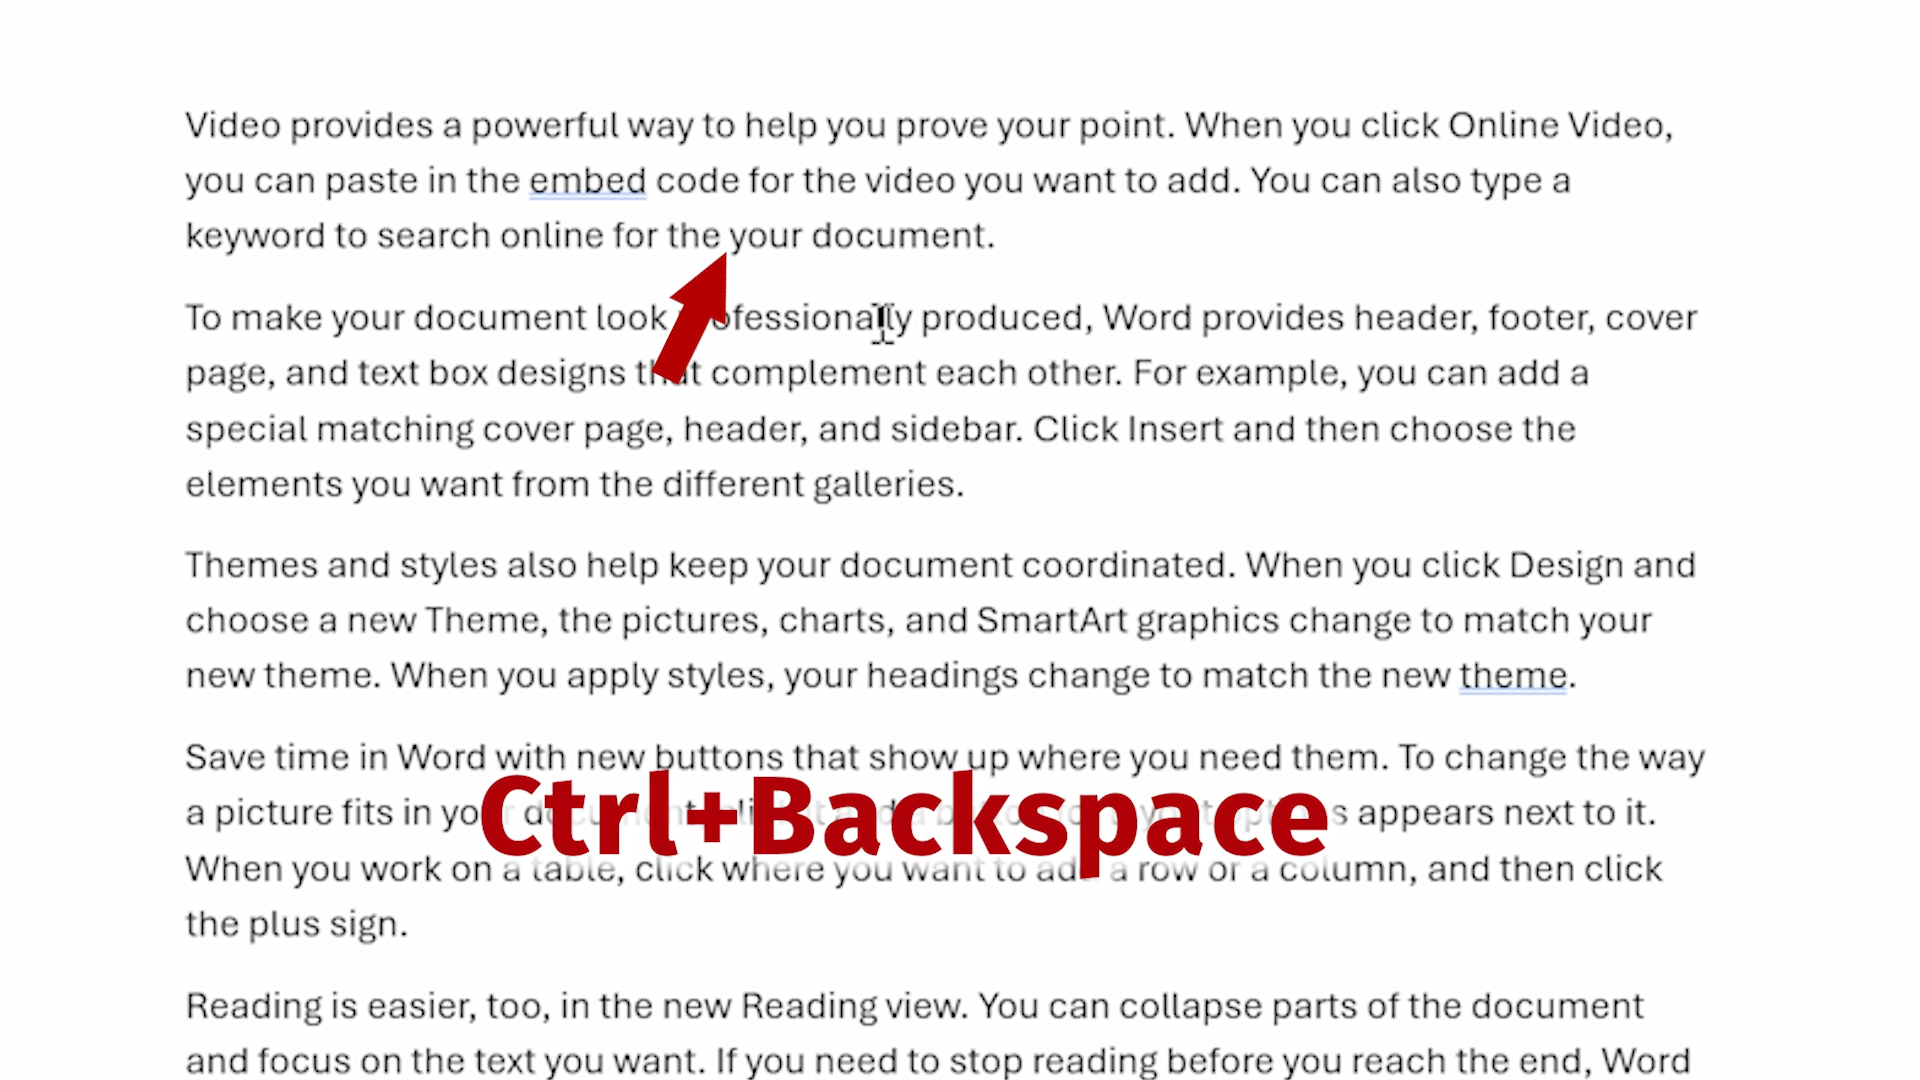 Video provides a powerful way to help you prove your point. When you click Online Video,
you can paste in the embed code for the video you want to add. You can also type a
keyword to search online for the your document.
To make your document look professionally produced, Word provides header, footer, cover
page, and text box designs that complement each other. For example, you can add a
special matching cover page, header, and sidebar. Click Insert and then choose the
elements you want from the different galleries.
Themes and styles also help keep your document coordinated. When you click Design and
choose a new Theme, the pictures, charts, and SmartArt graphics change to match your
new theme. When you apply styles, your headings change to match the new theme.
Save time in Word with new buttons that show up where you need them. To change the way
a picture fits in appears next to it.
Ctrl+Backspace
When you work on a table, click where you want to add a row or a column, and then click
the plus sign.
Reading is easier, too, in the new Reading view. You can collapse parts of the document
and focus on the text you want. If you need to stop reading before you reach the end, Word